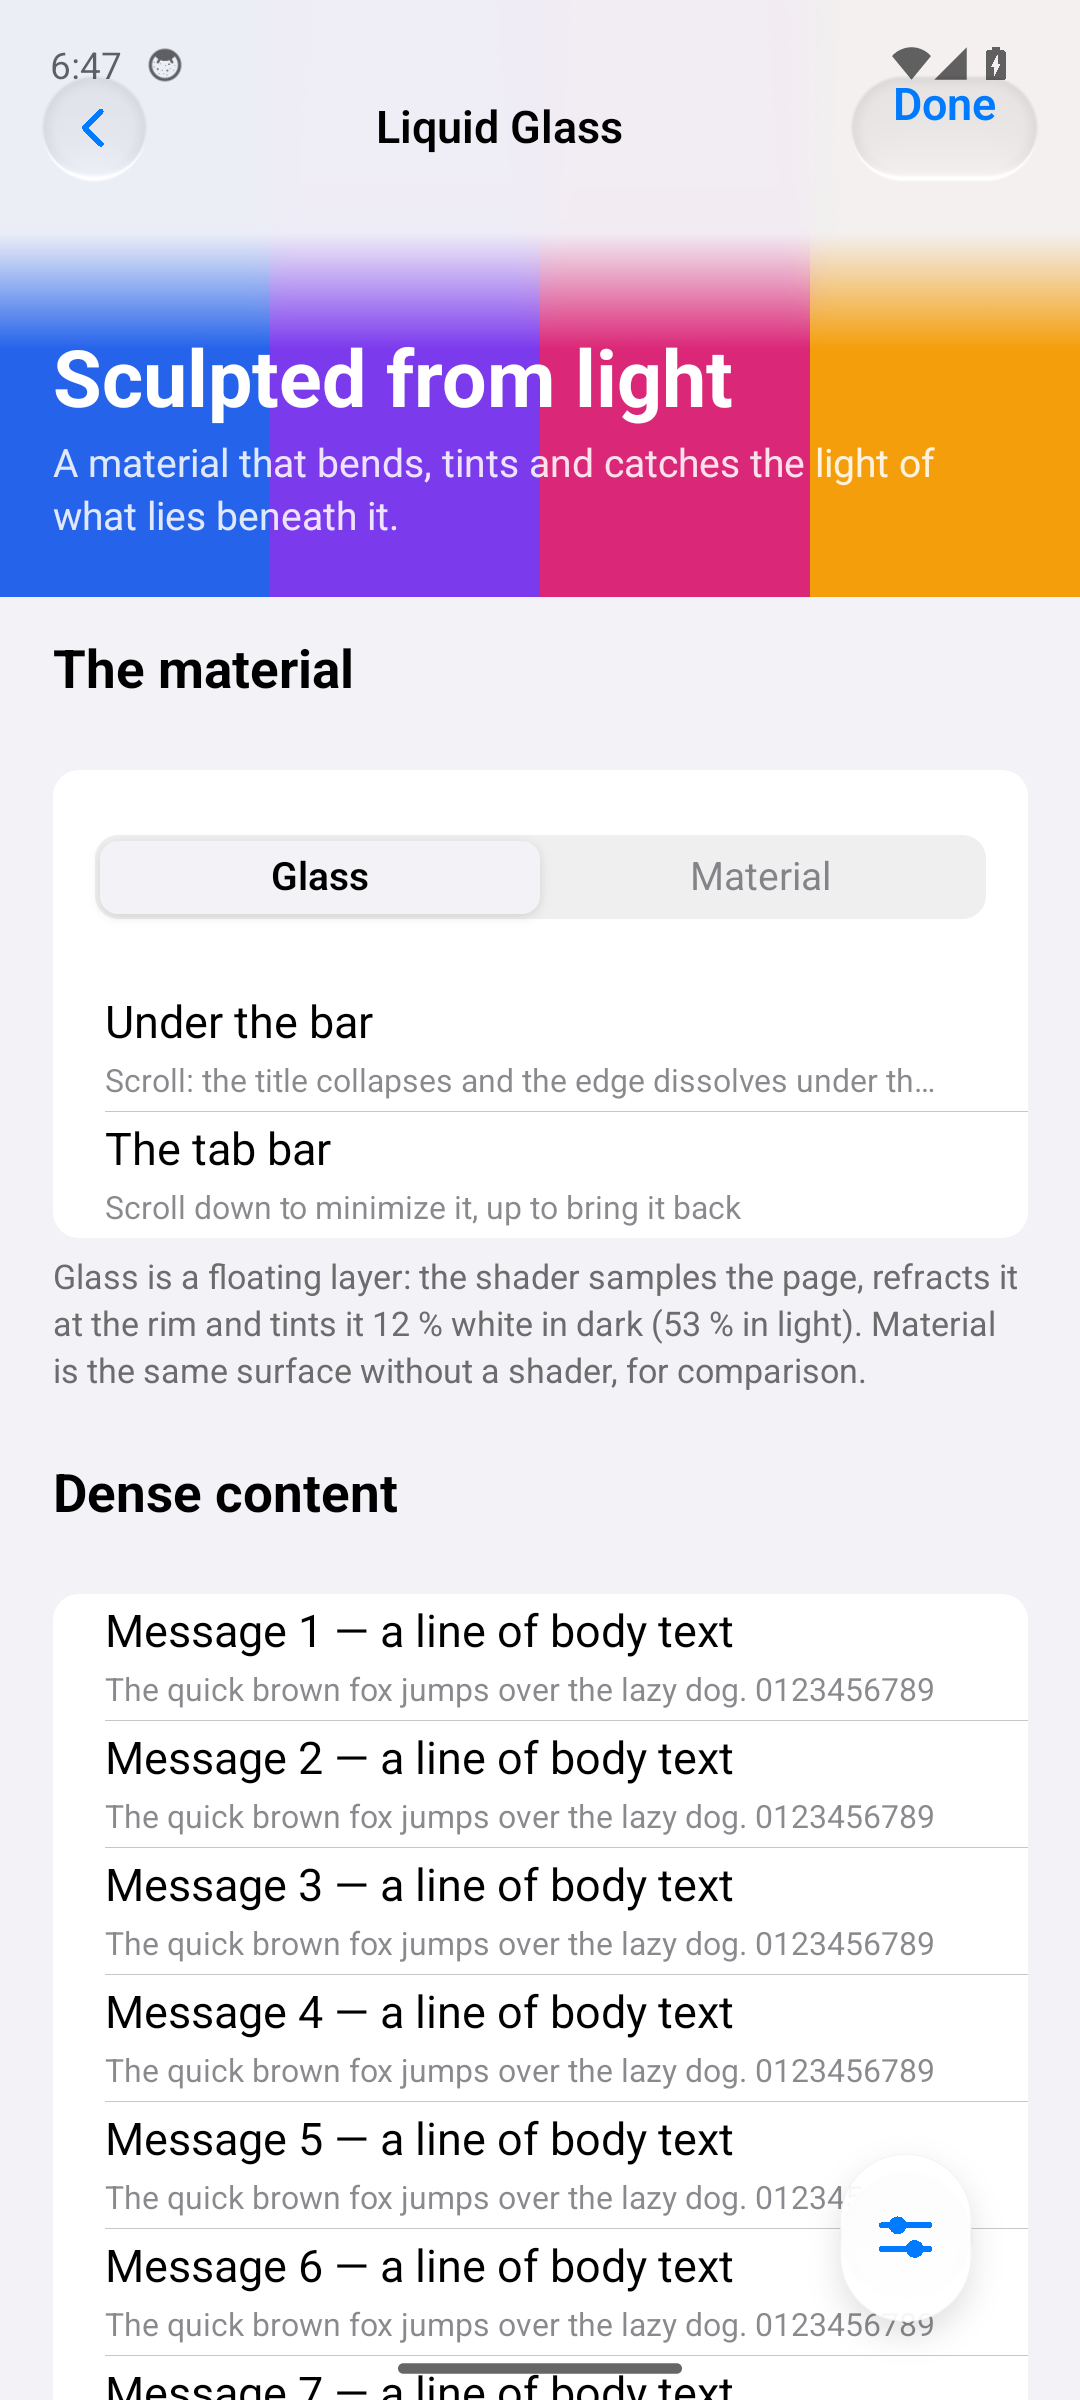 6:47
Liquid Glass
Done
Sculpted from light
A material that bends, tints and catches the light of
what lies beneath it.
The material
Glass
Material
Under the bar
Scroll: the title collapses and the edge dissolves under th…
The tab bar
Scroll down to minimize it, up to bring it back
Glass is a floating layer: the shader samples the page, refracts it
at the rim and tints it 12 % white in dark (53 % in light). Material
is the same surface without a shader, for comparison.
Dense content
Message 1 — a line of body text
The quick brown fox jumps over the lazy dog. 0123456789
Message 2 — a line of body text
The quick brown fox jumps over the lazy dog. 0123456789
Message 3 — a line of body text
The quick brown fox jumps over the lazy dog. 0123456789
Message 4 — a line of body text
The quick brown fox jumps over the lazy dog. 0123456789
Message 5 — a line of body text
The quick brown fox jumps over the lazy dog. 01234
Message 6 — a line of body text
The quick brown fox jumps over the lazy dog. 0123456789
Message 7 — a line of body text